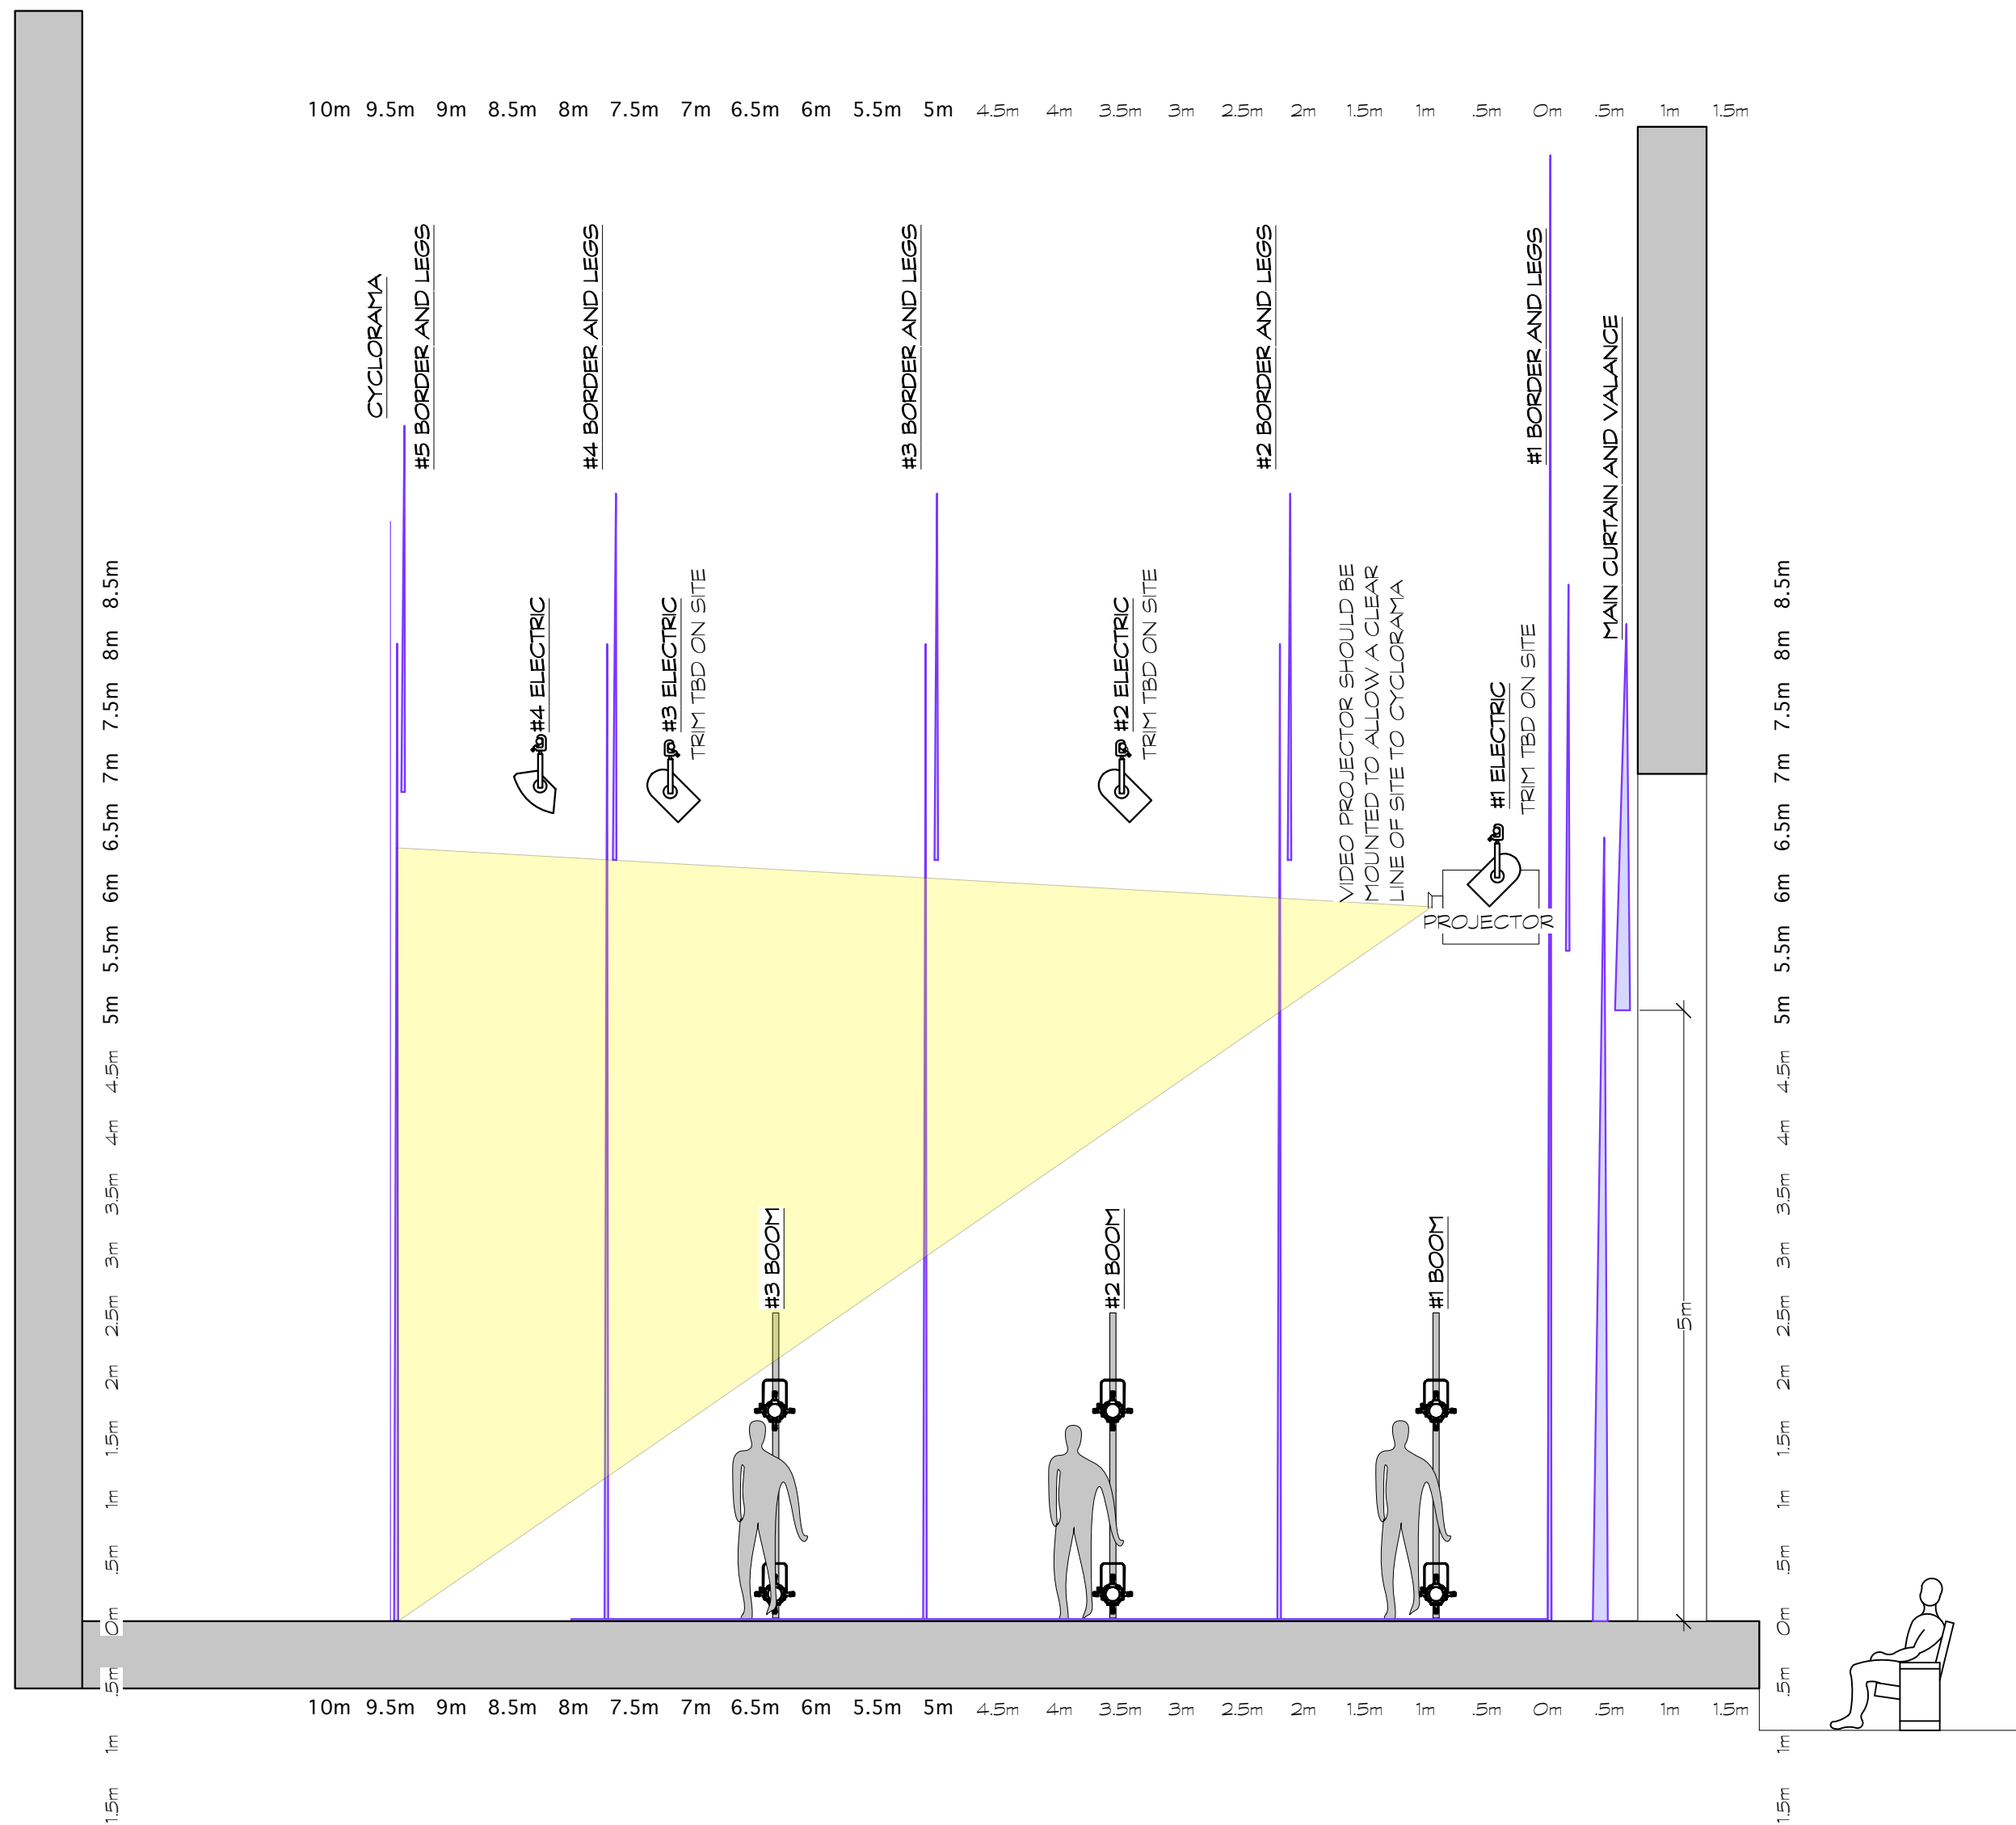 10m 9.5m 9m 8.5m 8m 7.5m 7m 6.5m 6m 5.5m 5m 4.5m 4m 3.5m 3m 2.5m 2m 1.5m 1m .5m 0m .5m 1m 1.5m
CYCLORAMA
#5 BORDER AND LEGS
#4 BORDER AND LEGS
#3 BORDER AND LEGS
#2 BORDER AND LEGS
#1 BORDER AND LEGS
MAIN CURTAIN AND VALANCE
#4 ELECTRIC
#3 ELECTRIC
TRIM TBD ON SITE
#2 ELECTRIC
TRIM TBD ON SITE
VIDEO PROJECTOR SHOULD BE
MOUNTED TO ALLOW A CLEAR
LINE OF SITE TO CYCLORAMA
#1 ELECTRIC
TRIM TBD ON SITE
PROJECTOR
8.5m
8m
7.5m
7m
6.5m
6m
5.5m
5m
4.5m
4m
3.5m
3m
2.5m
2m
1.5m
1m
.5m
0m
.5m
1m
1.5m
#3 BOOM
#2 BOOM
#1 BOOM
5m
8.5m
8m
7.5m
7m
6.5m
6m
5.5m
5m
4.5m
4m
3.5m
3m
2.5m
2m
1.5m
1m
.5m
0m
.5m
1m
1.5m
10m 9.5m 9m 8.5m 8m 7.5m 7m 6.5m 6m 5.5m 5m 4.5m 4m 3.5m 3m 2.5m 2m 1.5m 1m .5m 0m .5m 1m 1.5m